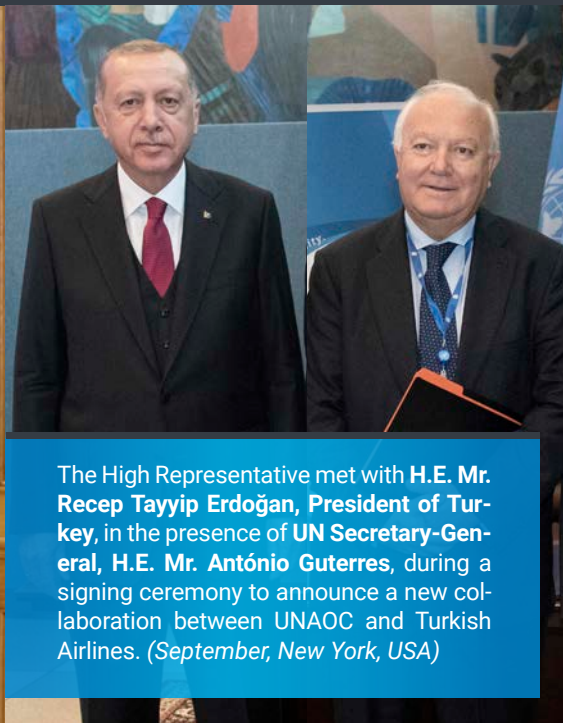 ity,
The High Representative met with H.E. Mr.
Recep Tayyip Erdoğan, President of Tur-
key, in the presence of UN Secretary-Gen-
eral, H.E. Mr. António Guterres, during a
signing ceremony to announce a new col-
laboration between UNAOC and Turkish
Airlines. (September, New York, USA)